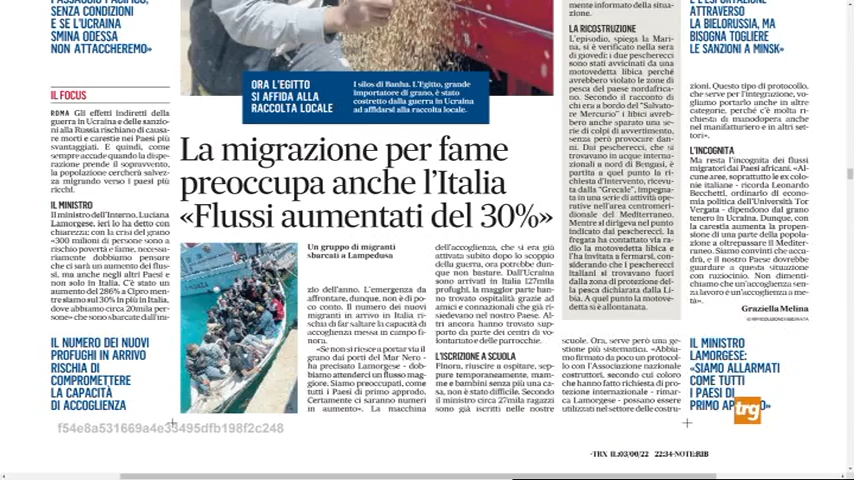 PASSAGGIO PACIFICO,
SENZA CONDIZIONI
E SE L'UCRAINA
SMINA ODESSA
NON ATTACCHEREMO»
ORA L'EGITTO
SI AFFIDA ALLA
RACCOLTA LOCALE
I silos di Banha. L'Egitto, grande
importatore di grano, è stato
costretto dalla guerra in Ucraina
ad affidarsi alla raccolta locale.
IL FOCUS
ROMA Gli effetti indiretti della
guerra in Ucraina e delle sanzio-
ni alla Russia rischiano di causa-
re morti e carestie nei Paesi più
svantaggiati. E quindi, come
sempre accade quando la dispe-
razione prende il sopravvento,
la popolazione cercherà salvez-
za migrando verso i paesi più
ricchi.
IL MINISTRO
Il ministro dell'Interno, Luciana
Lamorgese, ieri lo ha detto con
chiarezza: con la crisi del grano
«300 milioni di persone sono a
rischio povertà e fame, necessa-
riamente dobbiamo pensare
che ci sarà un aumento dei flus-
si, ma anche negli altri Paesi e
non solo in Italia. C'è stato un
aumento del 286% a Cipro men-
tre siamo sul 30% in più in Italia,
dove abbiamo circa 20mila per-
sone» che sono sbarcate dall'ini-
IL NUMERO DEI NUOVI
PROFUGHI IN ARRIVO
RISCHIA DI
COMPROMETTERE
LA CAPACITÀ
DI ACCOGLIENZA
La migrazione per fame
preoccupa anche l'Italia
«Flussi aumentati del 30%»
Un gruppo di migranti
sbarcati a Lampedusa
zio dell'anno. L'emergenza da
affrontare, dunque, non è di po-
co conto. Il numero dei nuovi
migranti in arrivo in Italia ri-
schia di far saltare la capacità di
accoglienza messa in campo fi-
nora.
«Se non si riesce a portar via il
grano dai porti del Mar Nero -
ha precisato Lamorgese - dob-
biamo attenderci un flusso mag-
giore. Siamo preoccupati, come
tutti i Paesi di primo approdo.
Certamente ci saranno numeri
in aumento». La macchina
dell'accoglienza, che si era già
attivata subito dopo lo scoppio
della guerra, ora potrebbe dun-
que non bastare. Dall'Ucraina
sono arrivati in Italia 127mila
profughi, la maggior parte han-
no trovato ospitalità grazie ad
amici e connazionali che già ri-
siedevano nel nostro Paese. Al-
tri ancora hanno trovato sup-
porto da parte dei centri di vo-
lontariato e delle parrocchie.
L'ISCRIZIONE A SCUOLA
Finora, riuscire a ospitare, sep-
pure temporaneamente, mam-
me e bambini senza più una ca-
sa, non è stato difficile. Secondo
il ministro circa 27mila ragazzi
sono già iscritti nelle nostre
mente informato della situa-
zione.
LA RICOSTRUZIONE
L'episodio, spiega la Mari-
na, si è verificato nella sera
di giovedì: i due pescherecci
sono stati avvicinati da una
motovedetta libica perché
avrebbero violato le zone di
pesca del paese nordafrica-
no. Secondo il racconto di
chi era a bordo del "Salvato-
re Mercurio" i libici avreb-
bero anche sparato una se-
rie di colpi di avvertimento,
senza però provocare dan-
ni. Dai pescherecci, che si
trovavano in acque interna-
zionali a nord di Bengasi, è
partita a quel punto la ri-
chiesta d'intervento, ricevu-
ta dalla "Grecale", impegna-
ta in una serie di attività ope-
rative nell'area centromeri-
dionale del Mediterraneo.
Mentre si dirigeva nel punto
indicato dai pescherecci, la
fregata ha contattato via ra-
dio la motovedetta libica e
l'ha invitata a fermarsi, con-
siderando che i pescherecci
italiani si trovavano fuori
dalla zona di protezione del-
la pesca dichiarata dalla Li-
bia. A quel punto la motove-
detta si è allontanata.
scuole. Ora, serve però una ge-
stione più sistematica. «Abbia-
mo firmato da poco un protocol-
lo con l'Associazione nazionale
costruttori, secondo cui coloro
che hanno fatto richiesta di pro-
tezione internazionale - rimar-
ca Lamorgese - possano essere
utilizzati nel settore delle costru-
L'ESPORTAZIONE
ATTRAVERSO
LA BIELORUSSIA, MA
BISOGNA TOGLIERE
LE SANZIONI A MINSK»
zioni. Questo tipo di protocollo,
che serve per l'integrazione, vo-
gliamo portarlo anche in altre
categorie, perché c'è molta ri-
chiesta di manodopera anche
nel manifatturiero e in altri set-
tori».
L'INCOGNITA
Ma resta l'incognita dei flussi
migratori dai Paesi africani. «Al-
cune aree, soprattutto le ex colo-
nie italiane - ricorda Leonardo
Becchetti, ordinario di econo-
mia politica dell'Università Tor
Vergata - dipendono dal grano
tenero in Ucraina. Dunque, con
la carestia aumenta la propen-
sione di una parte della popola-
zione a oltrepassare il Mediter-
raneo. Siamo convinti che acca-
drà, e il nostro Paese dovrebbe
guardare a questa situazione
con raziocinio. Non dimenti-
chiamo che un'accoglienza sen-
za lavoro è un'accoglienza a me-
tà».
Graziella Melina
© RIPRODUZIONE RISERVATA
IL MINISTRO
LAMORGESE:
«SIAMO ALLARMATI
COME TUTTI
I PAESI DI
PRIMO
trg
f54e8a531669a4e33495dfb198f2c248